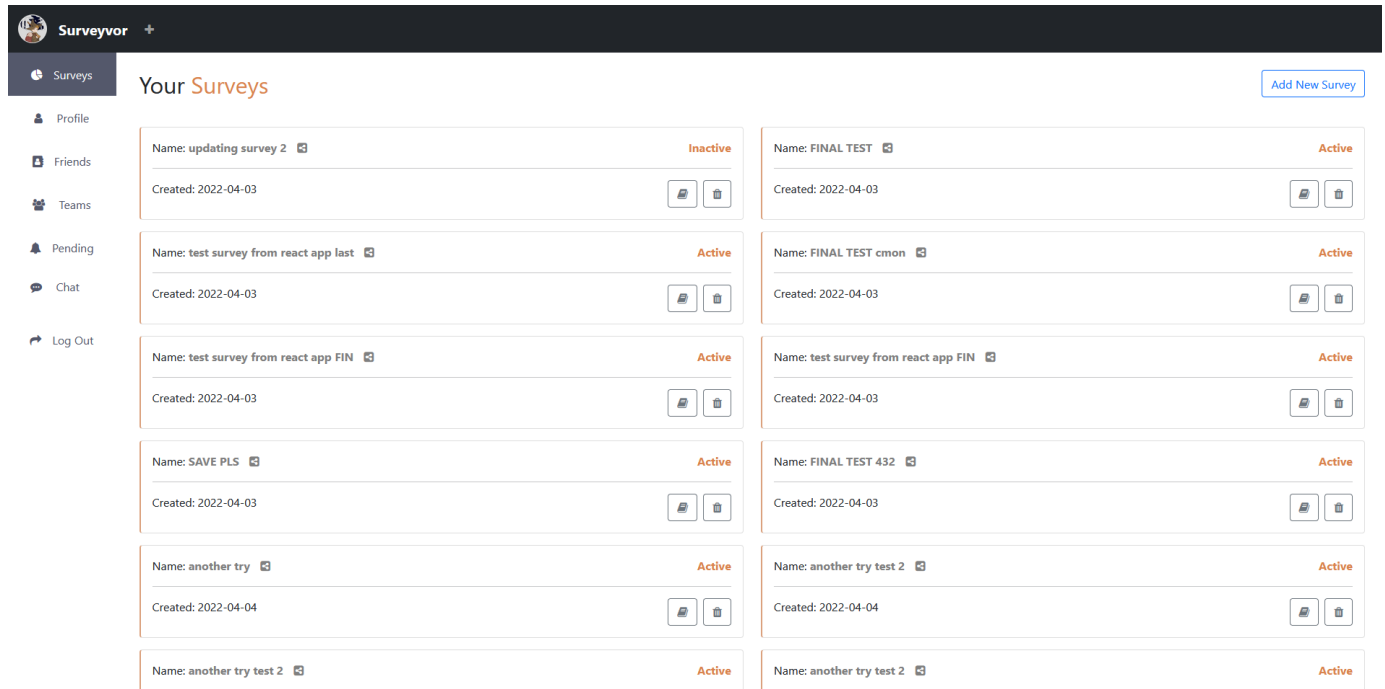 Surveyvor +
Surveys
Profile
Friends
Teams
Pending
Chat
Log Out
Your Surveys
Add New Survey
Name: updating survey 2
Inactive
Created: 2022-04-03
Name: FINAL TEST
Active
Created: 2022-04-03
Name: test survey from react app last
Active
Created: 2022-04-03
Name: FINAL TEST cmon
Active
Created: 2022-04-03
Name: test survey from react app FIN
Active
Created: 2022-04-03
Name: test survey from react app FIN
Active
Created: 2022-04-03
Name: SAVE PLS
Active
Created: 2022-04-03
Name: FINAL TEST 432
Active
Created: 2022-04-03
Name: another try
Active
Created: 2022-04-04
Name: another try test 2
Active
Created: 2022-04-04
Name: another try test 2
Active
Name: another try test 2
Active